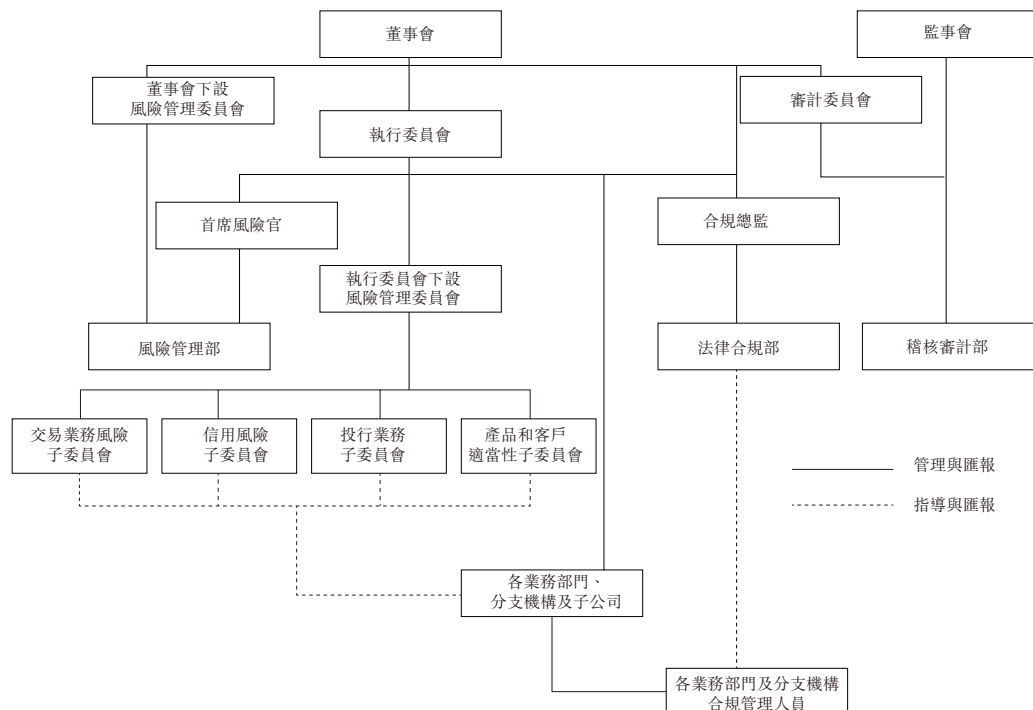 董事會
監事會
董事會下設
風險管理委員會
審計委員會
執行委員會
首席風險官
合規總監
執行委員會下設
風險管理委員會
風險管理部
法律合規部
稽核審計部
交易業務風險
子委員會
信用風險
子委員會
投行業務
子委員會
產品和客戶
適當性子委員會
管理與匯報
指導與匯報
各業務部門、
分支機構及子公司
各業務部門及分支機構
合規管理人員